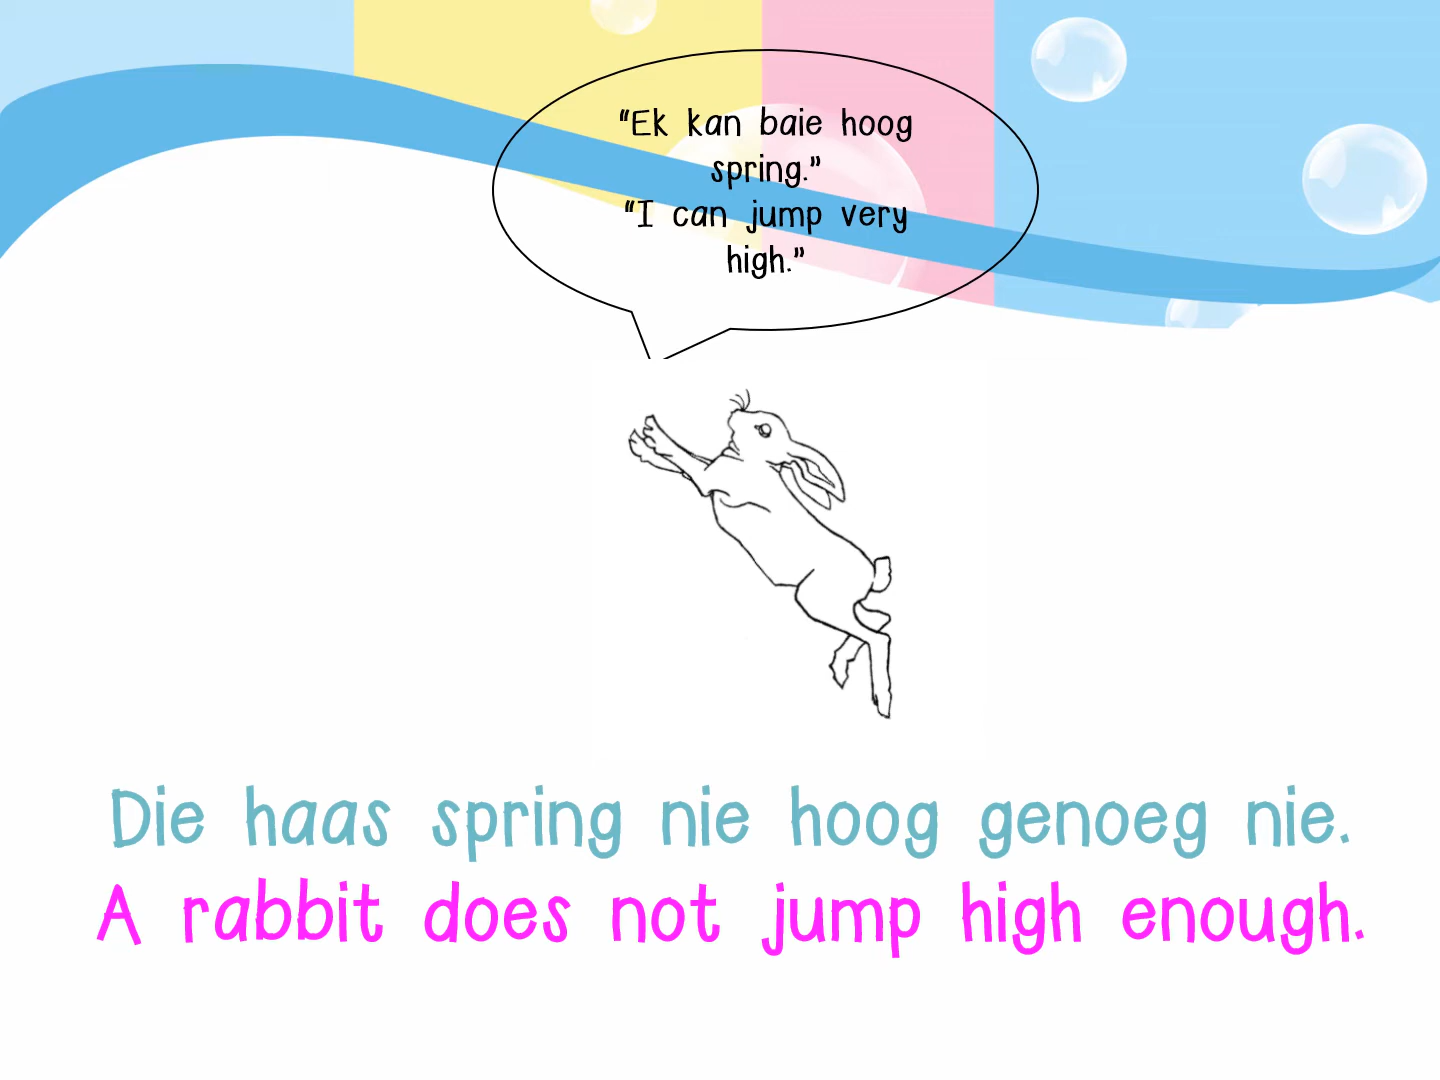 “Ek kan baie hoog
spring.”
“I can jump very
high.”
Die haas spring nie hoog genoeg nie.
A rabbit does not jump high enough.